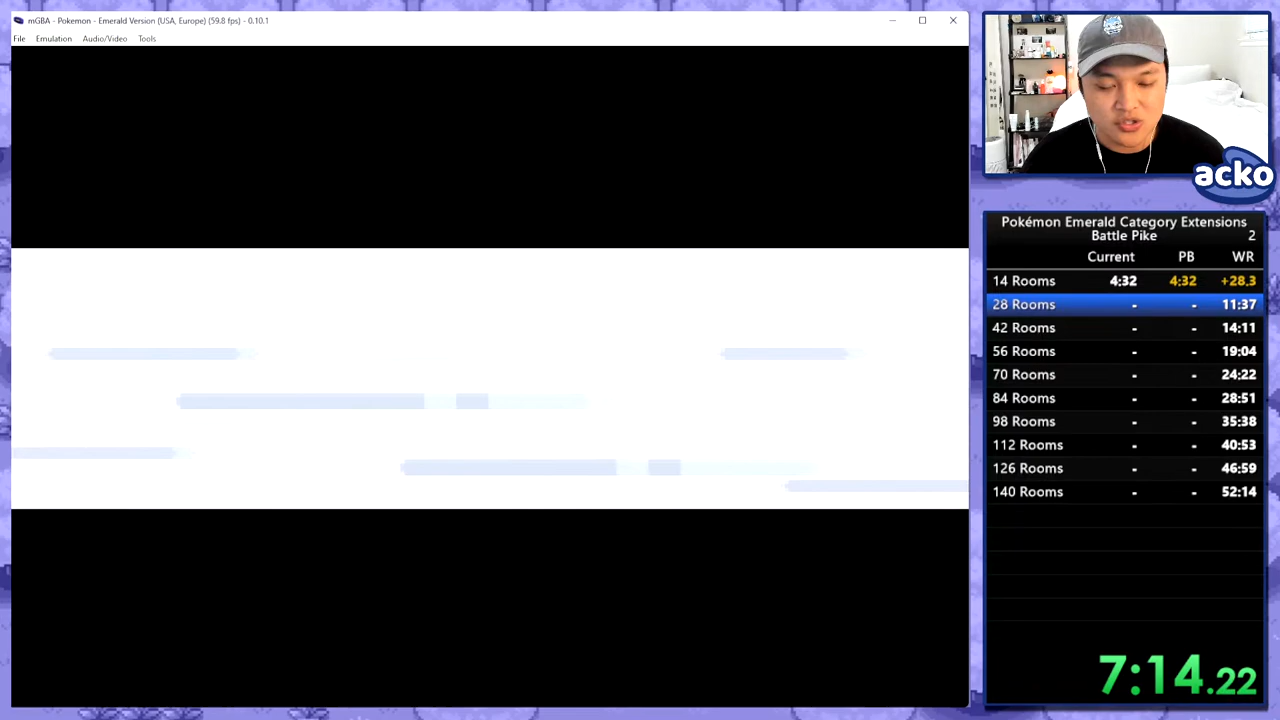 mGBA - Pokemon - Emerald Version (USA, Europe) (59.8 fps) - 0.10.1
File Emulation Audio/Video Tools
acko
Pokémon Emerald Category Extensions
Battle Pike 2
Current PB WR
14 Rooms 4:32 4:32 +28.3
28 Rooms - - 11:37
42 Rooms - - 14:11
56 Rooms - - 19:04
70 Rooms - - 24:22
84 Rooms - - 28:51
98 Rooms - - 35:38
112 Rooms - - 40:53
126 Rooms - - 46:59
140 Rooms - - 52:14
7:14.22